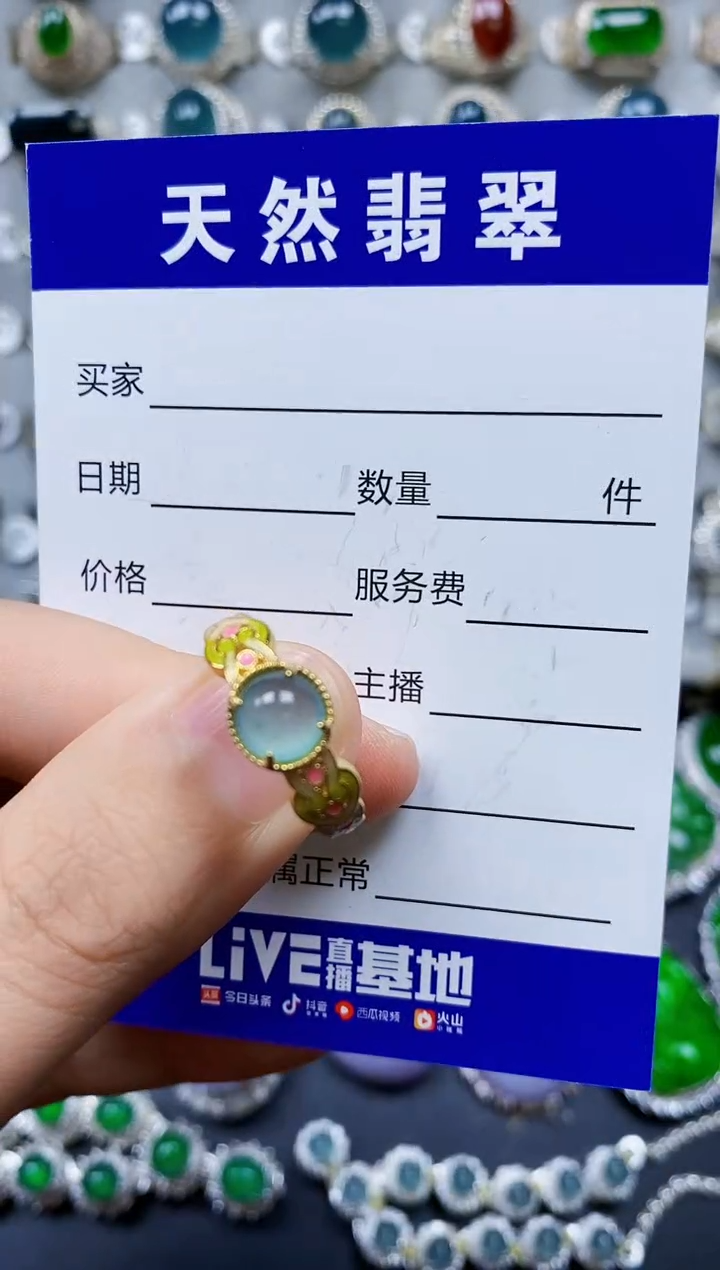 天然翡翠
买家
日期 数量 件
价格 服务费
主播
属正常
LiVE直播基地
今日头条 抖音 西瓜视频 火山